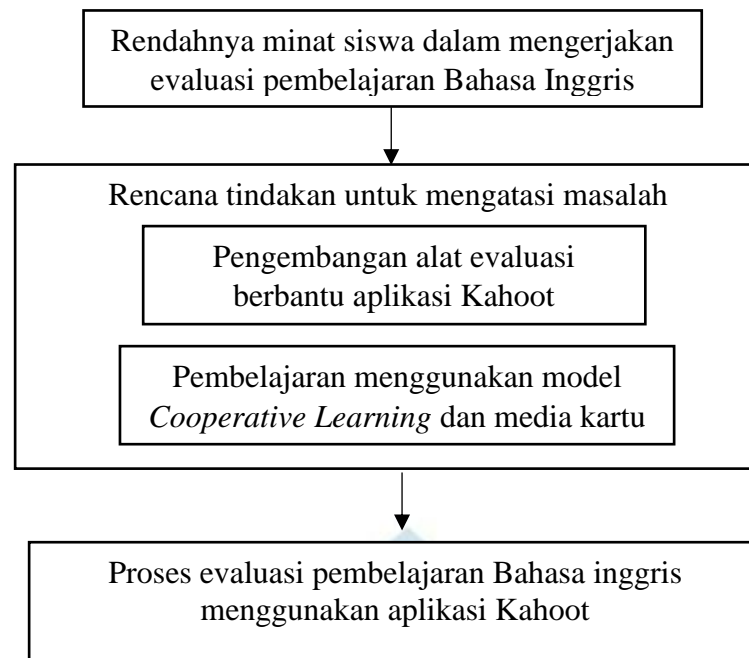 Rendahnya minat siswa dalam mengerjakan
evaluasi pembelajaran Bahasa Inggris
Rencana tindakan untuk mengatasi masalah
Pengembangan alat evaluasi
berbantu aplikasi Kahoot
Pembelajaran menggunakan model
Cooperative Learning dan media kartu
Proses evaluasi pembelajaran Bahasa inggris
menggunakan aplikasi Kahoot